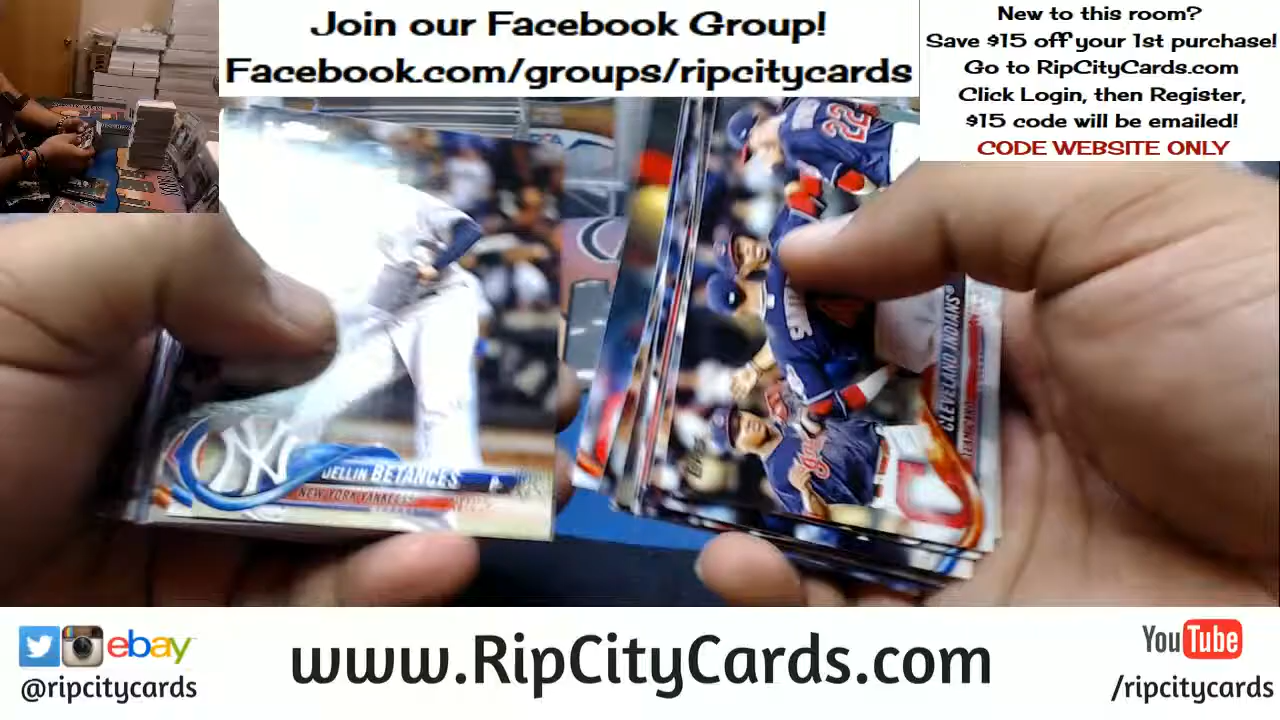 Join our Facebook Group!
Facebook.com/groups/ripcitycards
New to this room?
Save $15 off your 1st purchase!
Go to RipCityCards.com
Click Login, then Register,
$15 code will be emailed!
CODE WEBSITE ONLY
22
DELLIN BETANCES
NEW YORK YANKEES
CLEVELAND INDIANS
TEAM CARD
ebay
@ripcitycards
www.RipCityCards.com
YouTube
/ripcitycards